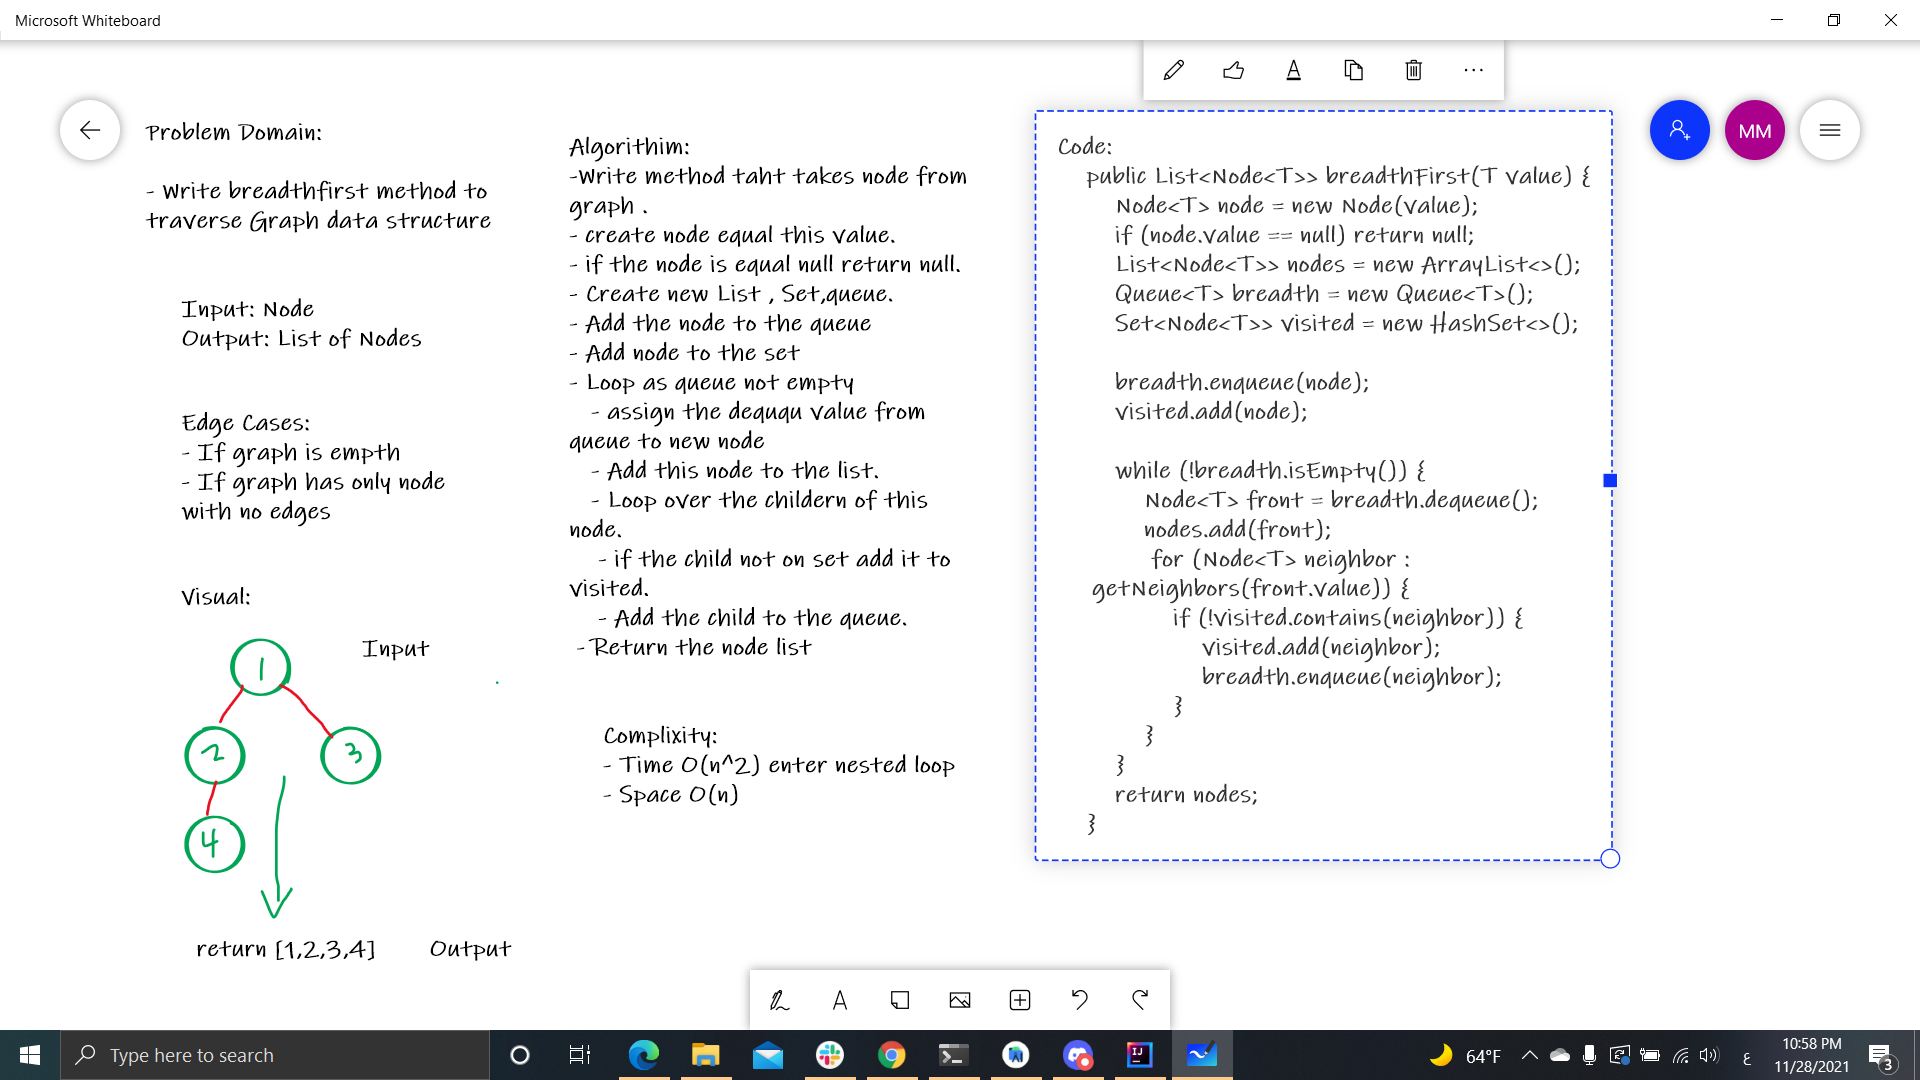 Microsoft Whiteboard
MM
Problem Domain:
- Write breadthfirst method to
traverse Graph data structure
Input: Node
Output: List of Nodes
Edge Cases:
- If graph is empth
- If graph has only node
with no edges
Visual:
Input
1
2
3
4
return [1,2,3,4]
Output
Algorithim:
-Write method taht takes node from
graph .
- create node equal this value.
- if the node is equal null return null.
- Create new List , Set,queue.
- Add the node to the queue
- Add node to the set
- Loop as queue not empty
- assign the deququ value from
queue to new node
- Add this node to the list.
- Loop over the childern of this
node.
- if the child not on set add it to
visited.
- Add the child to the queue.
- Return the node list
Complixity:
- Time O(n^2) enter nested loop
- Space O(n)
Code:
public List<Node<T>> breadthFirst(T value) {
Node<T> node = new Node(value);
if (node.value == null) return null;
List<Node<T>> nodes = new ArrayList<>();
Queue<T> breadth = new Queue<T>();
Set<Node<T>> visited = new HashSet<>();
breadth.enqueue(node);
visited.add(node);
while (!breadth.isEmpty()) {
Node<T> front = breadth.dequeue();
nodes.add(front);
for (Node<T> neighbor :
getNeighbors(front.value)) {
if (!visited.contains(neighbor)) {
visited.add(neighbor);
breadth.enqueue(neighbor);
}
}
}
return nodes;
}
Type here to search
64°F
ع
10:58 PM
11/28/2021
3